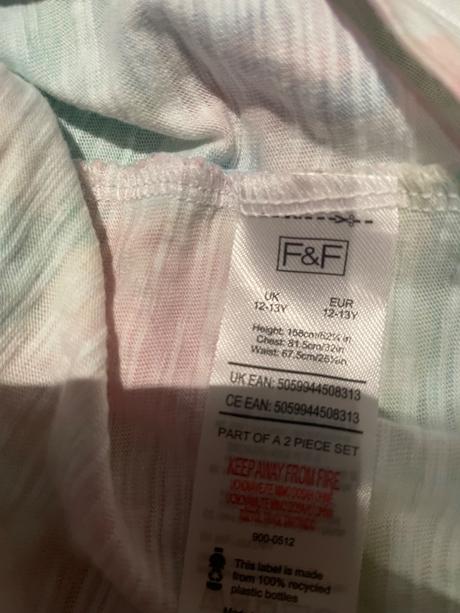 F&F
UK EUR
12-13Y 12-13Y
Height: 158cm/62¼ in
Chest: 81.5cm/32in
Waist: 67.5cm/26½in
UK EAN: 5059944508313
CE EAN: 5059944508313
PART OF A 2 PIECE SET
KEEP AWAY FROM FIRE
900-0512
This label is made
from 100% recycled
plastic bottles